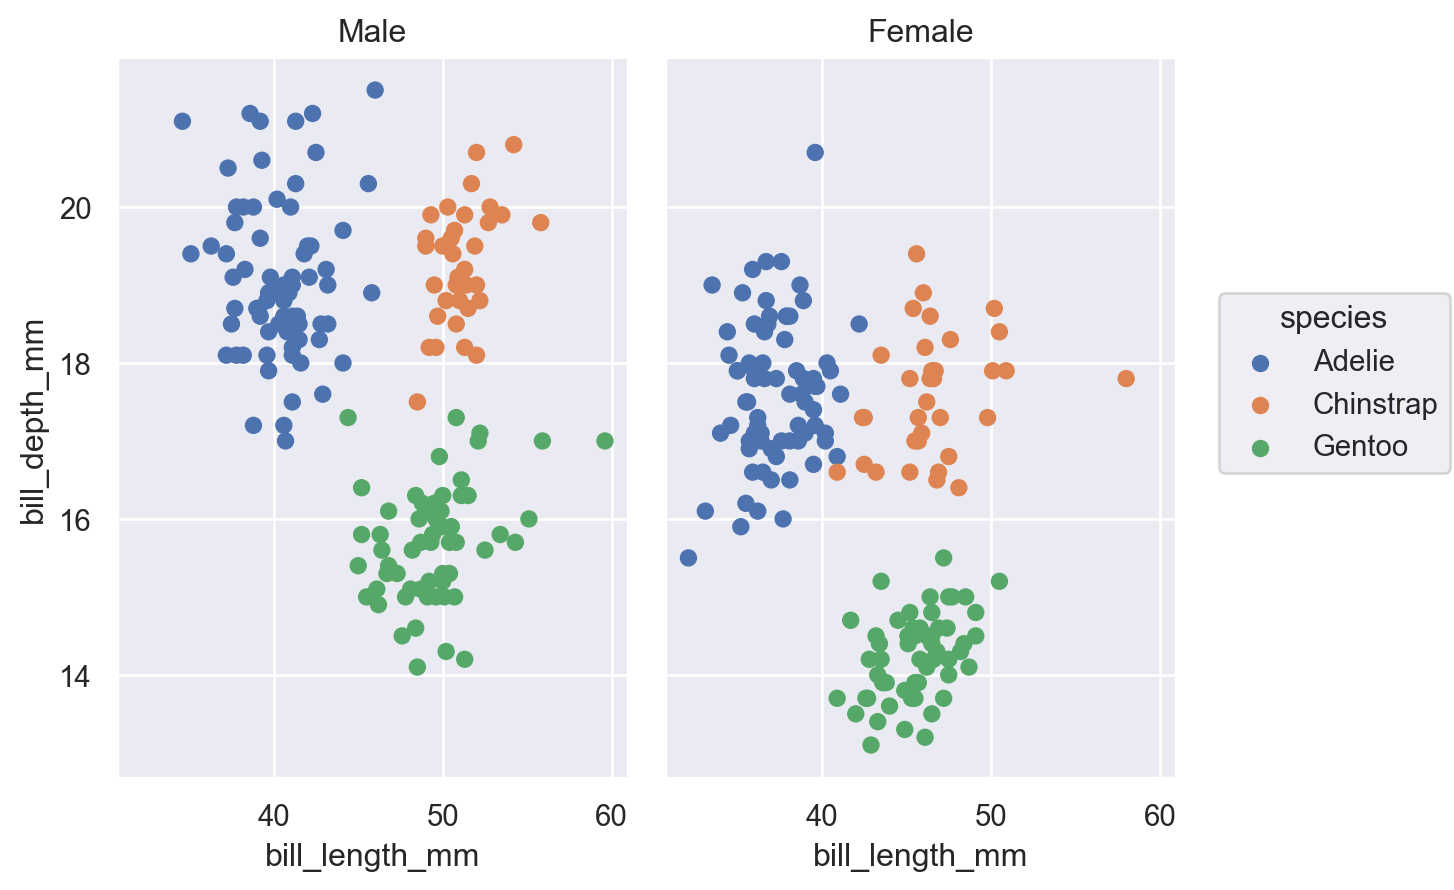 Male
Female
bill_depth_mm
20
18
16
14
40
50
60
bill_length_mm
40
50
60
bill_length_mm
species
Adelie
Chinstrap
Gentoo